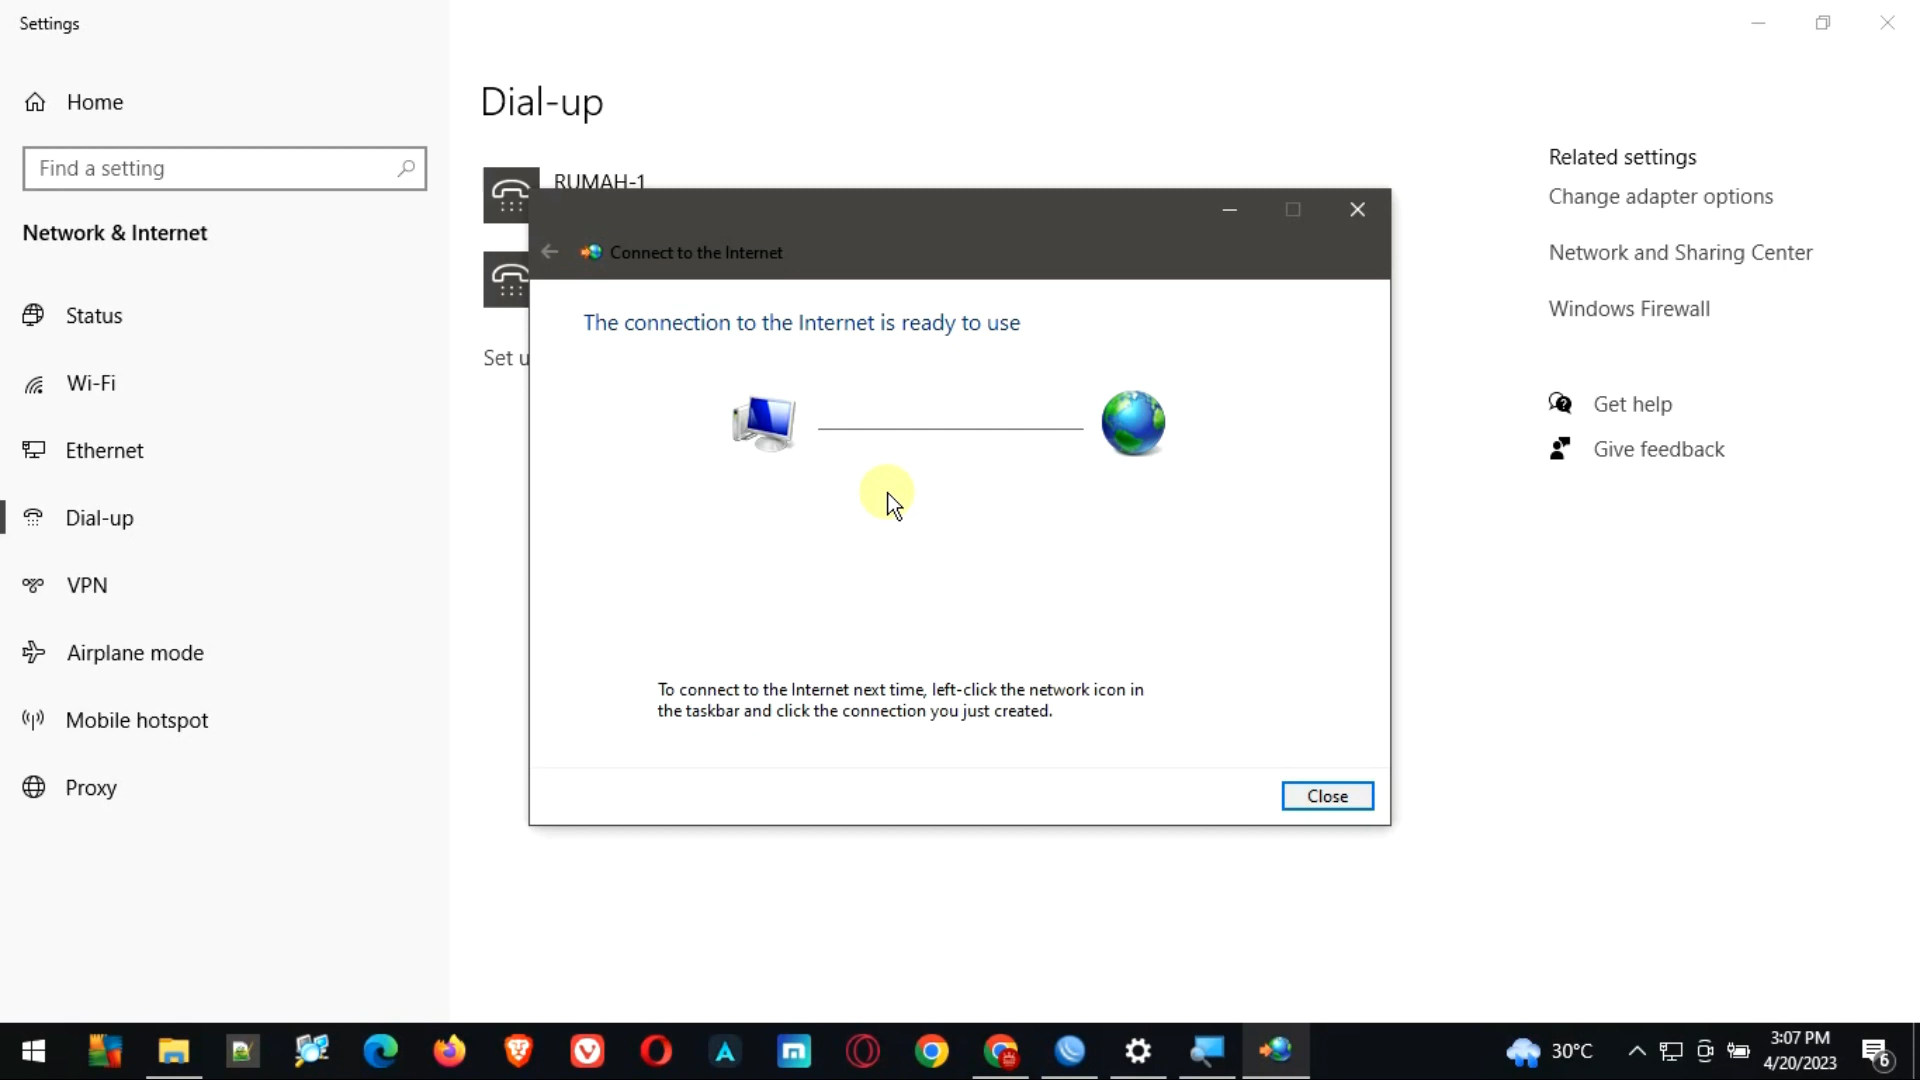 Settings
Home
Find a setting
Network & Internet
Status
Wi-Fi
Ethernet
Dial-up
VPN
Airplane mode
Mobile hotspot
Proxy
Dial-up
RUMAH-1
Set u
Connect to the Internet
The connection to the Internet is ready to use
To connect to the Internet next time, left-click the network icon in
the taskbar and click the connection you just created.
Close
Related settings
Change adapter options
Network and Sharing Center
Windows Firewall
Get help
Give feedback
30°C
3:07 PM
4/20/2023
6